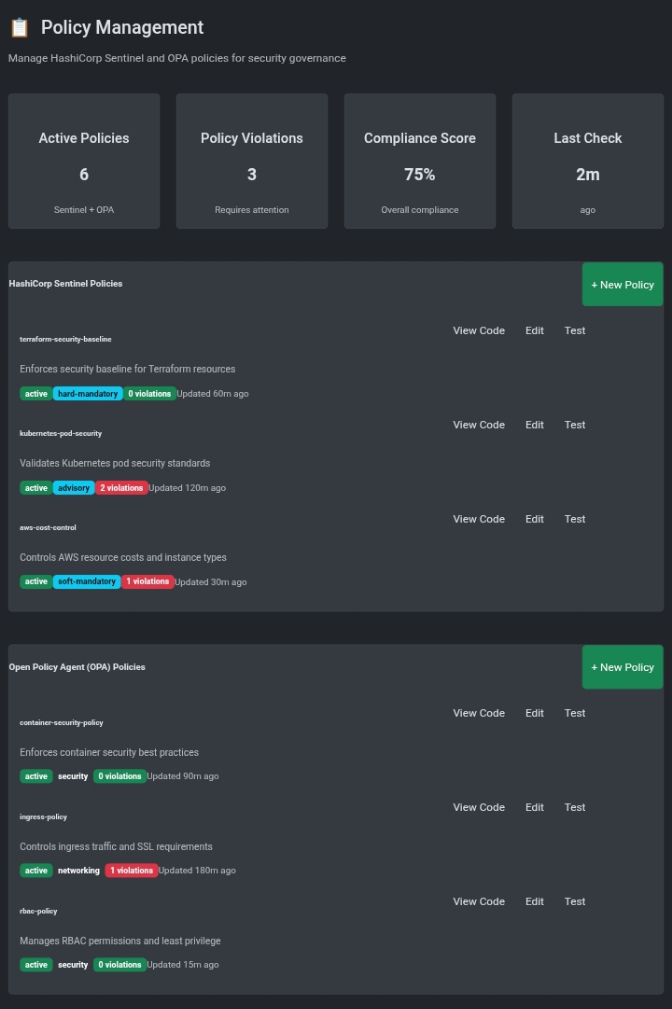 Policy Management
Manage HashiCorp Sentinel and OPA policies for security governance
Active Policies
6
Sentinel + OPA
Policy Violations
3
Requires attention
Compliance Score
75%
Overall compliance
Last Check
2m
ago
HashiCorp Sentinel Policies
+ New Policy
terraform-security-baseline
View Code Edit Test
Enforces security baseline for Terraform resources
active hard-mandatory 0 violations Updated 60m ago
kubernetes-pod-security
View Code Edit Test
Validates Kubernetes pod security standards
active advisory 2 violations Updated 120m ago
aws-cost-control
View Code Edit Test
Controls AWS resource costs and instance types
active soft-mandatory 1 violations Updated 30m ago
Open Policy Agent (OPA) Policies
+ New Policy
container-security-policy
View Code Edit Test
Enforces container security best practices
active security 0 violations Updated 90m ago
ingress-policy
View Code Edit Test
Controls ingress traffic and SSL requirements
active networking 1 violations Updated 180m ago
rbac-policy
View Code Edit Test
Manages RBAC permissions and least privilege
active security 0 violations Updated 15m ago